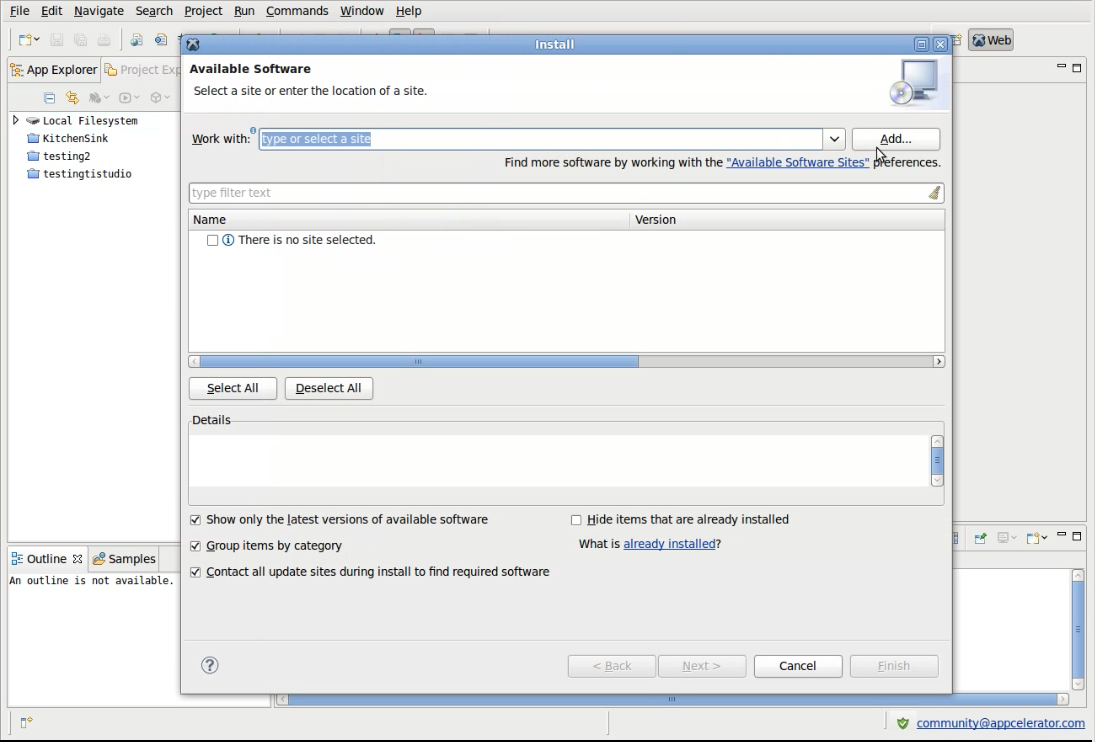 File Edit Navigate Search Project Run Commands Window Help
Install
Web
App Explorer Project Exp
Available Software
Select a site or enter the location of a site.
Local Filesystem
KitchenSink
testing2
testingtistudio
Work with: type or select a site Add...
Find more software by working with the "Available Software Sites" preferences.
type filter text
Name Version
There is no site selected.
Select All Deselect All
Details
Show only the latest versions of available software Hide items that are already installed
Group items by category What is already installed?
Contact all update sites during install to find required software
Outline Samples
An outline is not available.
< Back Next > Cancel Finish
community@appcelerator.com